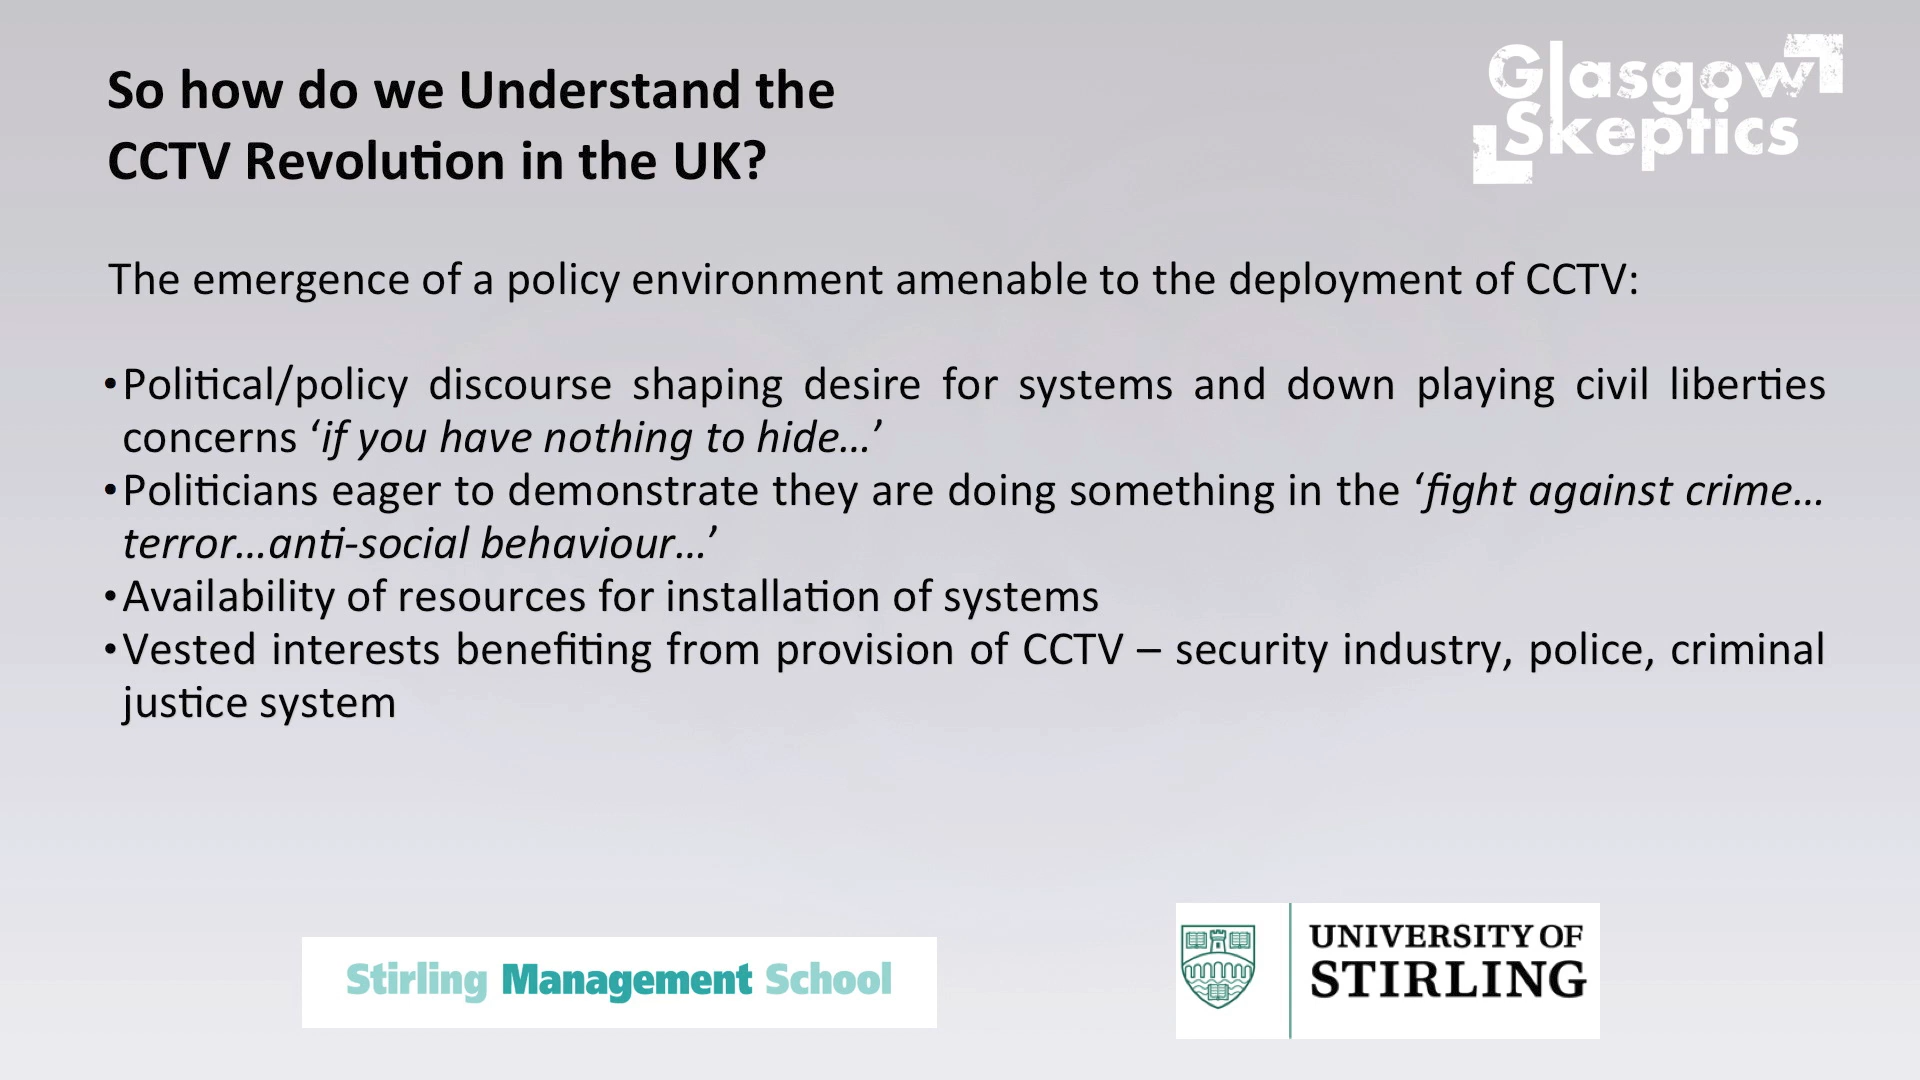 So how do we Understand the
CCTV Revolution in the UK?
Glasgow
Skeptics
The emergence of a policy environment amenable to the deployment of CCTV:
•Political/policy discourse shaping desire for systems and down playing civil liberties
concerns ‘if you have nothing to hide…’
•Politicians eager to demonstrate they are doing something in the ‘fight against crime…
terror…anti-social behaviour…’
•Availability of resources for installation of systems
•Vested interests benefiting from provision of CCTV – security industry, police, criminal
justice system
Stirling Management School
UNIVERSITY OF
STIRLING